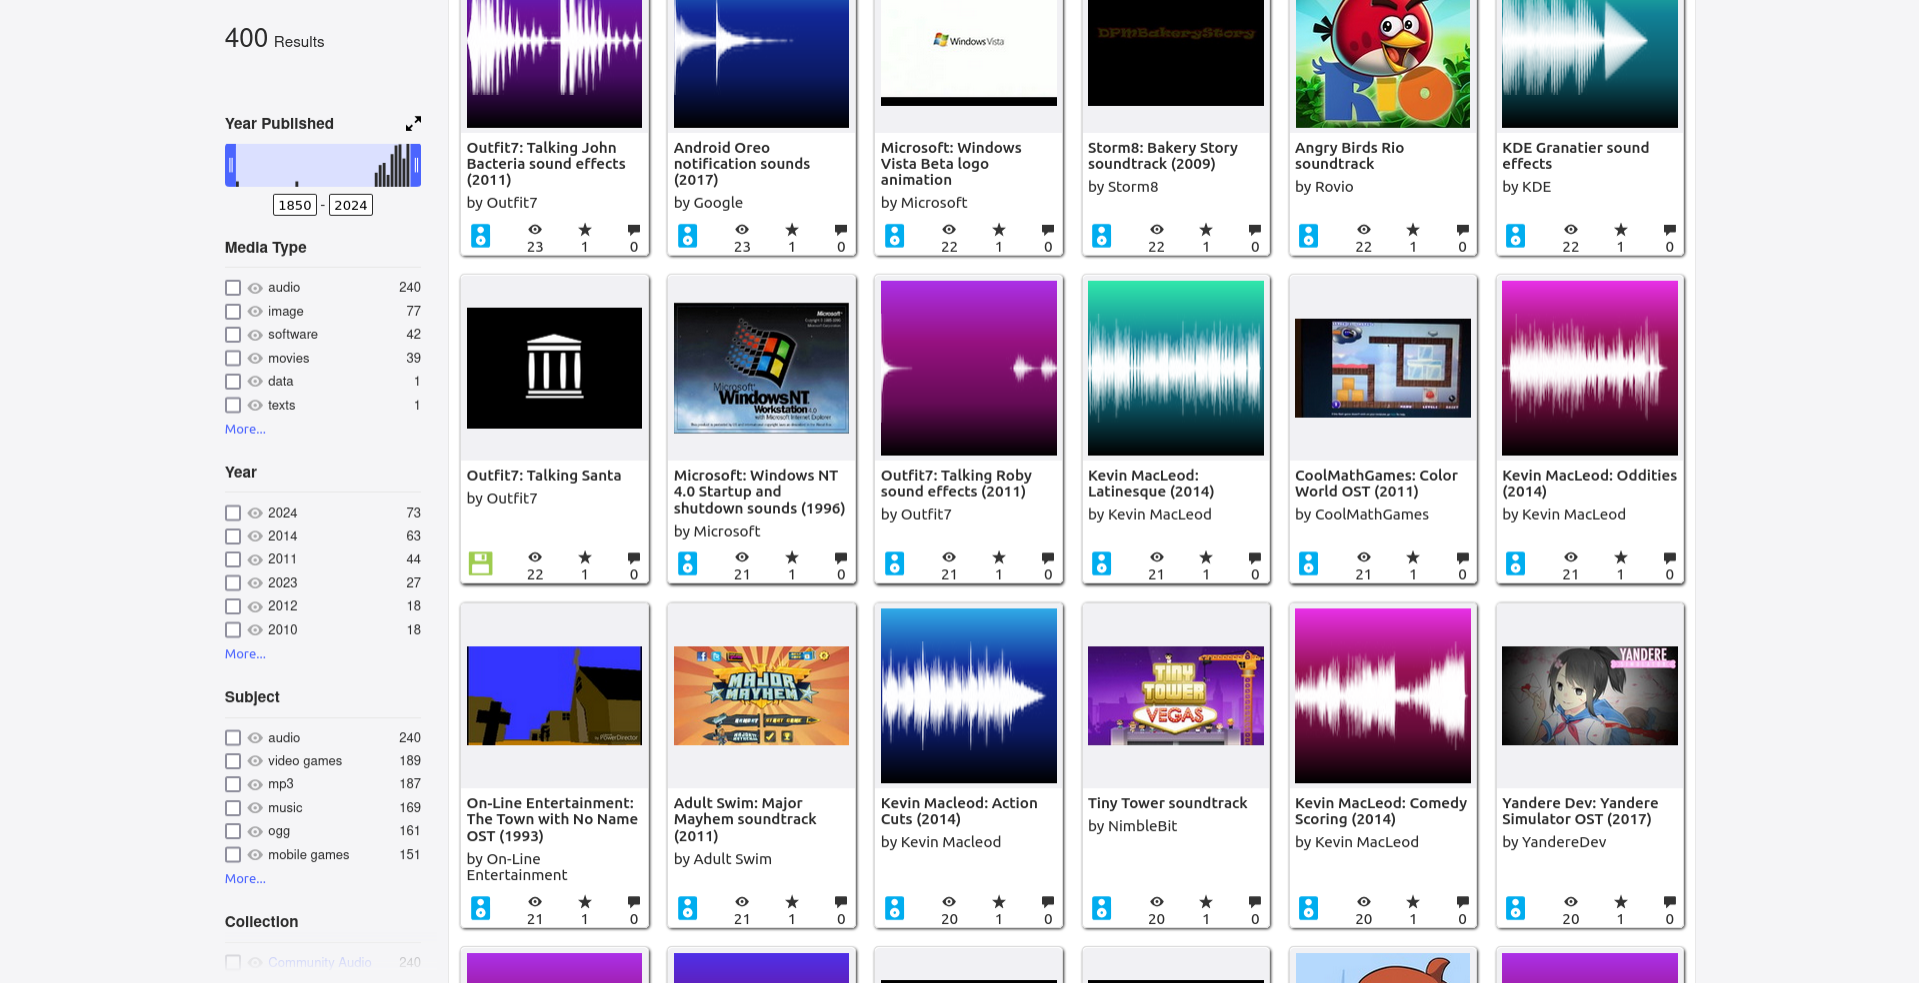 400 Results
Year Published
1850 - 2024
Media Type
audio 240
image 77
software 42
movies 39
data 1
texts 1
More...
Year
2024 73
2014 63
2011 44
2023 27
2012 18
2010 18
More...
Subject
audio 240
video games 189
mp3 187
music 169
ogg 161
mobile games 151
More...
Collection
Community Audio 240
Outfit7: Talking John
Bacteria sound effects
(2011)
by Outfit7
23 1 0
Android Oreo
notification sounds
(2017)
by Google
23 1 0
Windows Vista
Microsoft: Windows
Vista Beta logo
animation
by Microsoft
22 1 0
DPMBakeryStory
Storm8: Bakery Story
soundtrack (2009)
by Storm8
22 1 0
RIO
Angry Birds Rio
soundtrack
by Rovio
22 1 0
KDE Granatier sound
effects
by KDE
22 1 0
Outfit7: Talking Santa
by Outfit7
22 1 0
Microsoft
Microsoft
Windows NT
Workstation 4.0
with Microsoft Internet Explorer
Microsoft: Windows NT
4.0 Startup and
shutdown sounds (1996)
by Microsoft
21 1 0
Outfit7: Talking Roby
sound effects (2011)
by Outfit7
21 1 0
Kevin MacLeod:
Latinesque (2014)
by Kevin MacLeod
21 1 0
CoolMathGames: Color
World OST (2011)
by CoolMathGames
21 1 0
Kevin MacLeod: Oddities
(2014)
by Kevin MacLeod
21 1 0
by PowerDirector
On-Line Entertainment:
The Town with No Name
OST (1993)
by On-Line
Entertainment
21 1 0
MAJOR
MAYHEM
Adult Swim: Major
Mayhem soundtrack
(2011)
by Adult Swim
21 1 0
Kevin Macleod: Action
Cuts (2014)
by Kevin Macleod
20 1 0
TINY
TOWER
VEGAS
Tiny Tower soundtrack
by NimbleBit
20 1 0
Kevin MacLeod: Comedy
Scoring (2014)
by Kevin MacLeod
20 1 0
YANDERE
Yandere Dev: Yandere
Simulator OST (2017)
by YandereDev
20 1 0